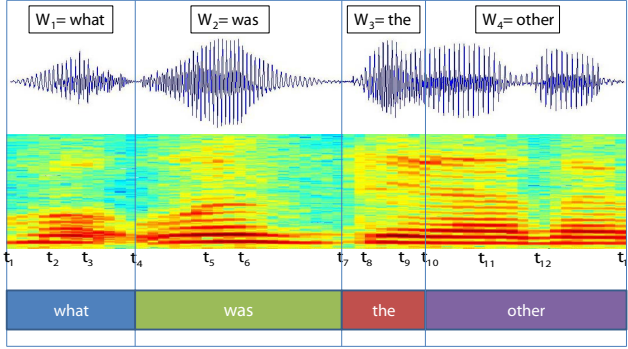 W₁= what W₂= was W₃= the W₄= other
t₁ t₂ t₃ t₄ t₅ t₆ t₇ t₈ t₉ t₁₀ t₁₁ t₁₂ t₁
what was the other